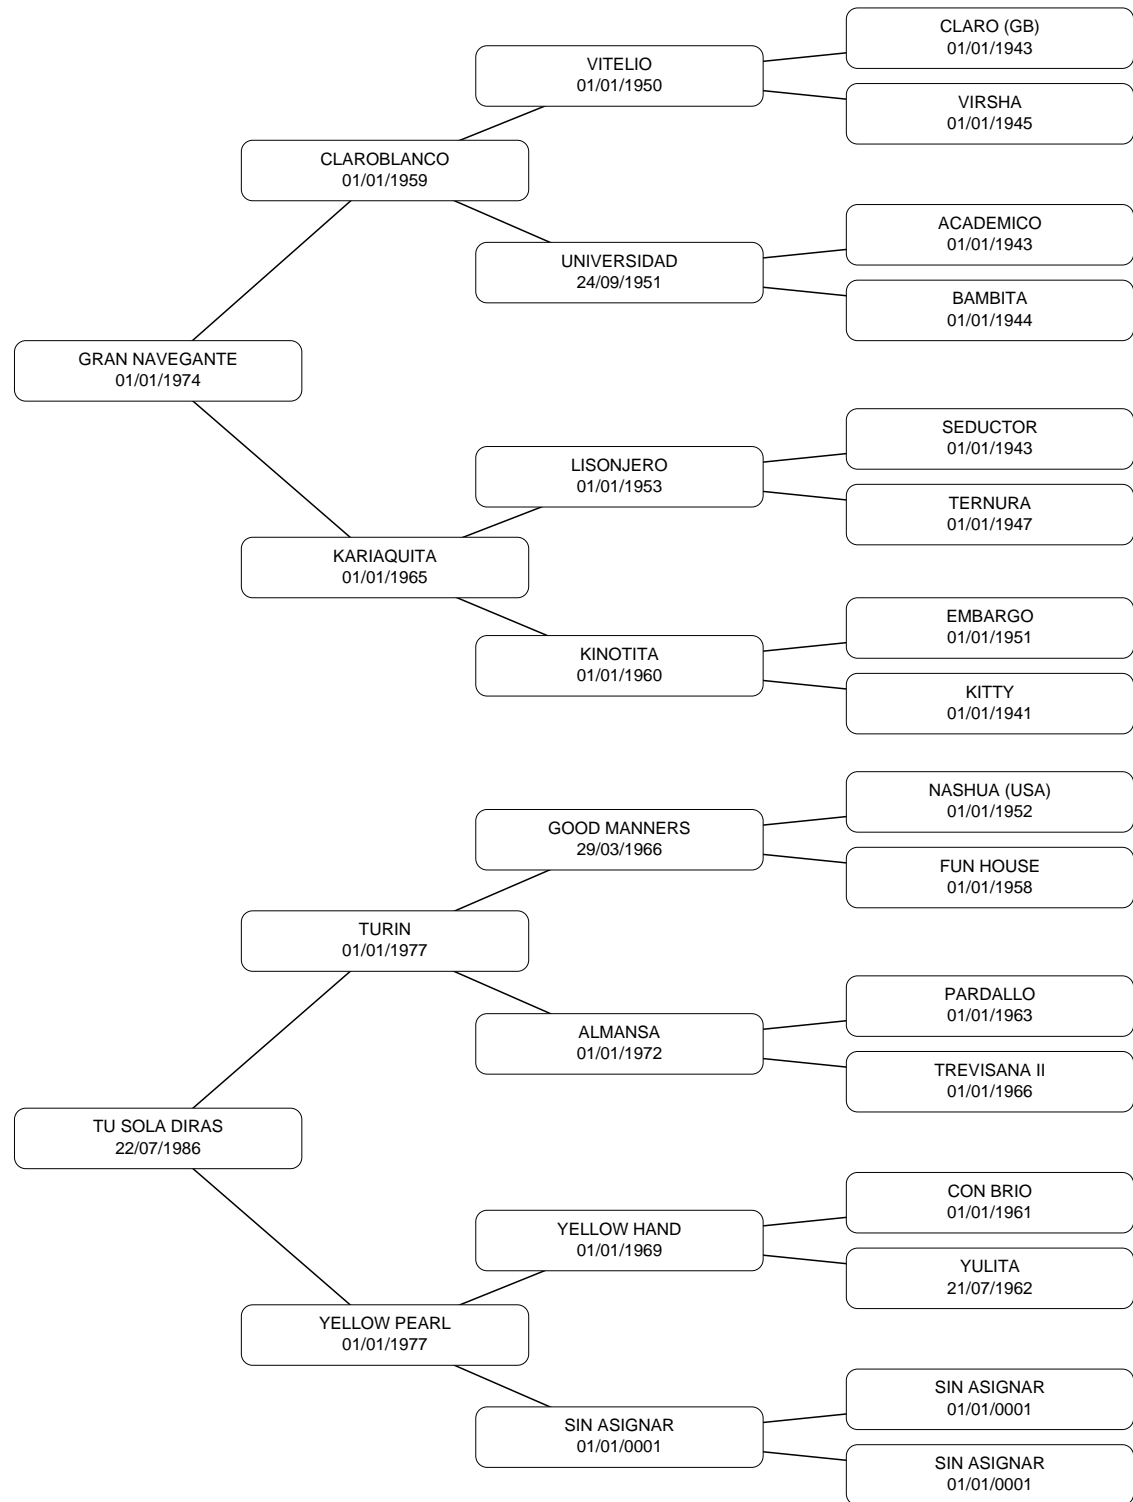 CLARO (GB)
01/01/1943
VITELIO
01/01/1950
VIRSHA
01/01/1945
CLAROBLANCO
01/01/1959
ACADEMICO
01/01/1943
UNIVERSIDAD
24/09/1951
BAMBITA
01/01/1944
GRAN NAVEGANTE
01/01/1974
SEDUCTOR
01/01/1943
LISONJERO
01/01/1953
TERNURA
01/01/1947
KARIAQUITA
01/01/1965
EMBARGO
01/01/1951
KINOTITA
01/01/1960
KITTY
01/01/1941
NASHUA (USA)
01/01/1952
GOOD MANNERS
29/03/1966
FUN HOUSE
01/01/1958
TURIN
01/01/1977
PARDALLO
01/01/1963
ALMANSA
01/01/1972
TREVISANA II
01/01/1966
TU SOLA DIRAS
22/07/1986
CON BRIO
01/01/1961
YELLOW HAND
01/01/1969
YULITA
21/07/1962
YELLOW PEARL
01/01/1977
SIN ASIGNAR
01/01/0001
SIN ASIGNAR
01/01/0001
SIN ASIGNAR
01/01/0001